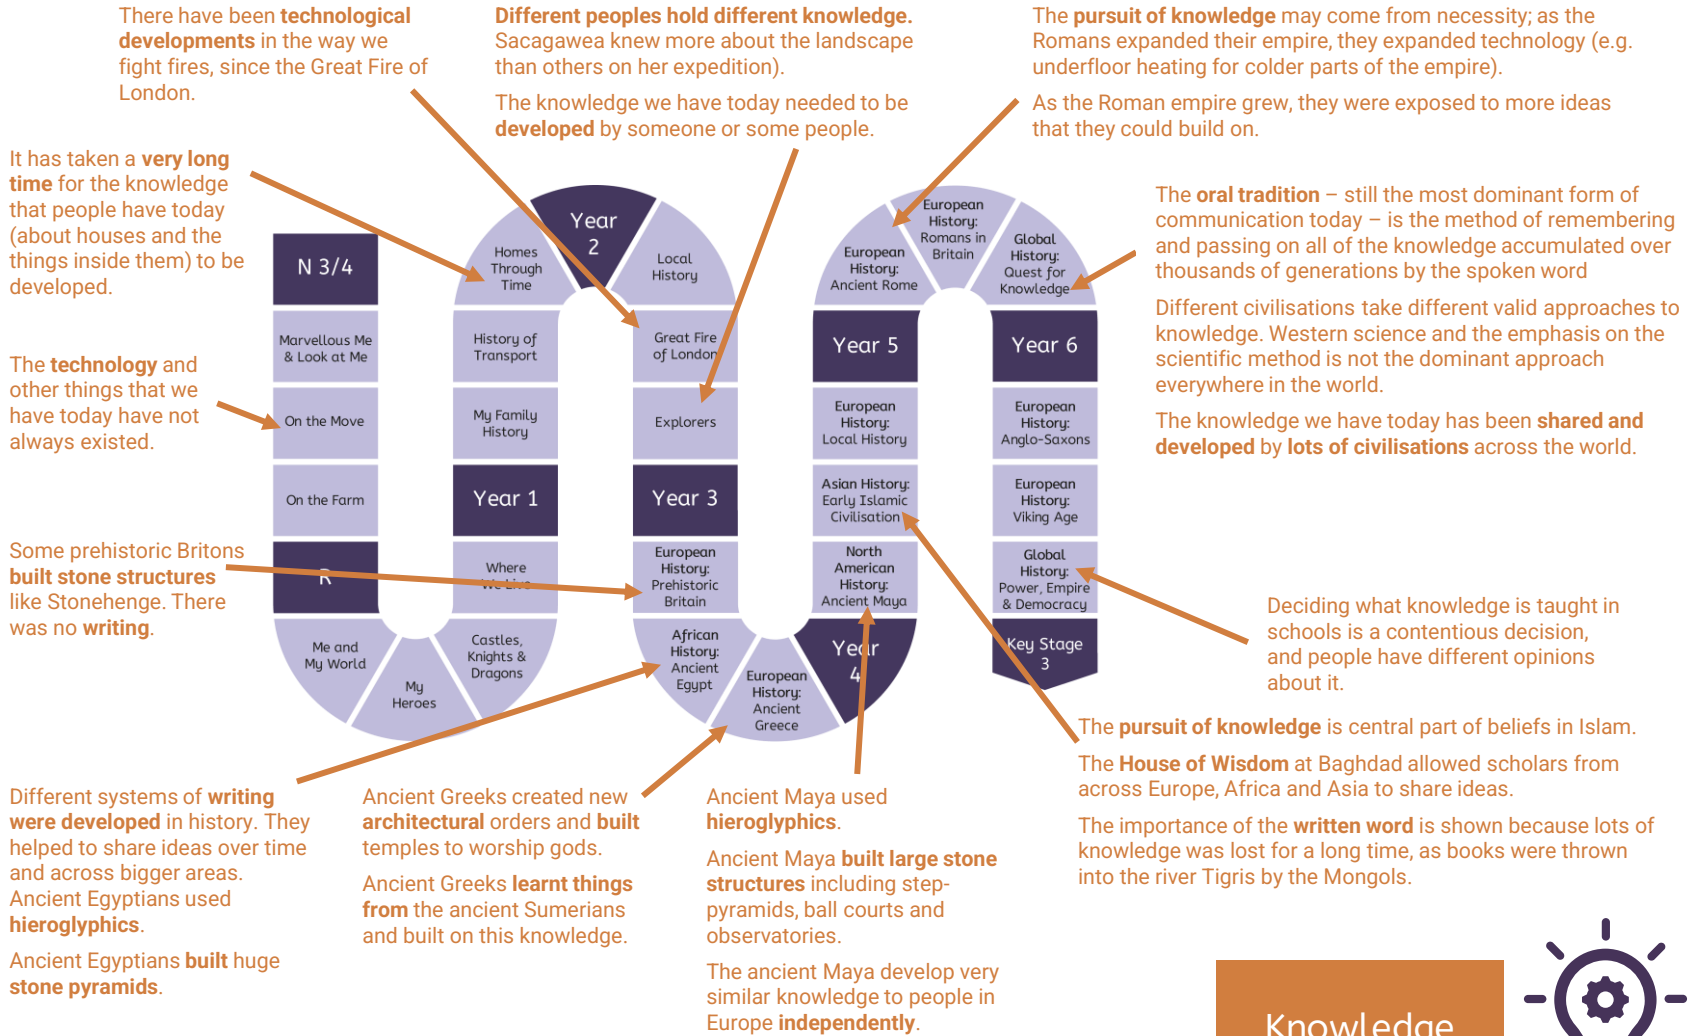 There have been technological
developments in the way we
fight fires, since the Great Fire of
London.
Different peoples hold different knowledge.
Sacagawea knew more about the landscape
than others on her expedition).
The knowledge we have today needed to be
developed by someone or some people.
The pursuit of knowledge may come from necessity; as the
Romans expanded their empire, they expanded technology (e.g.
underfloor heating for colder parts of the empire).
As the Roman empire grew, they were exposed to more ideas
that they could build on.
It has taken a very long
time for the knowledge
that people have today
(about houses and the
things inside them) to be
developed.
The technology and
other things that we
have today have not
always existed.
Some prehistoric Britons
built stone structures
like Stonehenge. There
was no writing.
N 3/4
Marvellous Me
& Look at Me
On the Move
On the Farm
R
Me and
My World
My
Heroes
Castles,
Knights &
Dragons
Where
We Live
Year 1
My Family
History
History of
Transport
Homes
Through
Time
Year
2
Local
History
Great Fire
of London
Explorers
Year 3
European
History:
Prehistoric
Britain
African
History:
Ancient
Egypt
European
History:
Ancient
Greece
Year
4
North
American
History:
Ancient Maya
Asian History:
Early Islamic
Civilisation
European
History:
Local History
Year 5
European
History:
Ancient Rome
European
History:
Romans in
Britain
Global
History:
Quest for
Knowledge
Year 6
European
History:
Anglo-Saxons
European
History:
Viking Age
Global
History:
Power, Empire
& Democracy
Key Stage
3
The oral tradition – still the most dominant form of
communication today – is the method of remembering
and passing on all of the knowledge accumulated over
thousands of generations by the spoken word
Different civilisations take different valid approaches to
knowledge. Western science and the emphasis on the
scientific method is not the dominant approach
everywhere in the world.
The knowledge we have today has been shared and
developed by lots of civilisations across the world.
Deciding what knowledge is taught in
schools is a contentious decision,
and people have different opinions
about it.
The pursuit of knowledge is central part of beliefs in Islam.
The House of Wisdom at Baghdad allowed scholars from
across Europe, Africa and Asia to share ideas.
The importance of the written word is shown because lots of
knowledge was lost for a long time, as books were thrown
into the river Tigris by the Mongols.
Different systems of writing
were developed in history. They
helped to share ideas over time
and across bigger areas.
Ancient Egyptians used
hieroglyphics.
Ancient Egyptians built huge
stone pyramids.
Ancient Greeks created new
architectural orders and built
temples to worship gods.
Ancient Greeks learnt things
from the ancient Sumerians
and built on this knowledge.
Ancient Maya used
hieroglyphics.
Ancient Maya built large stone
structures including step-
pyramids, ball courts and
observatories.
The ancient Maya develop very
similar knowledge to people in
Europe independently.
Knowledge